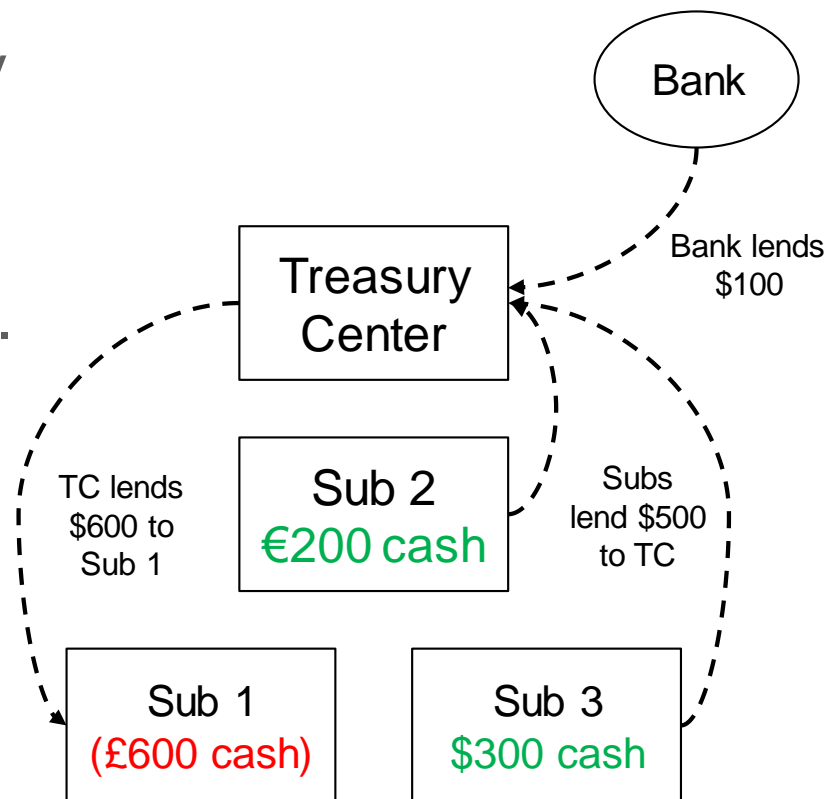 Bank
Bank lends
$100
Treasury
Center
TC lends
$600 to
Sub 1
Sub 2
€200 cash
Subs
lend $500
to TC
Sub 1
(£600 cash)
Sub 3
$300 cash